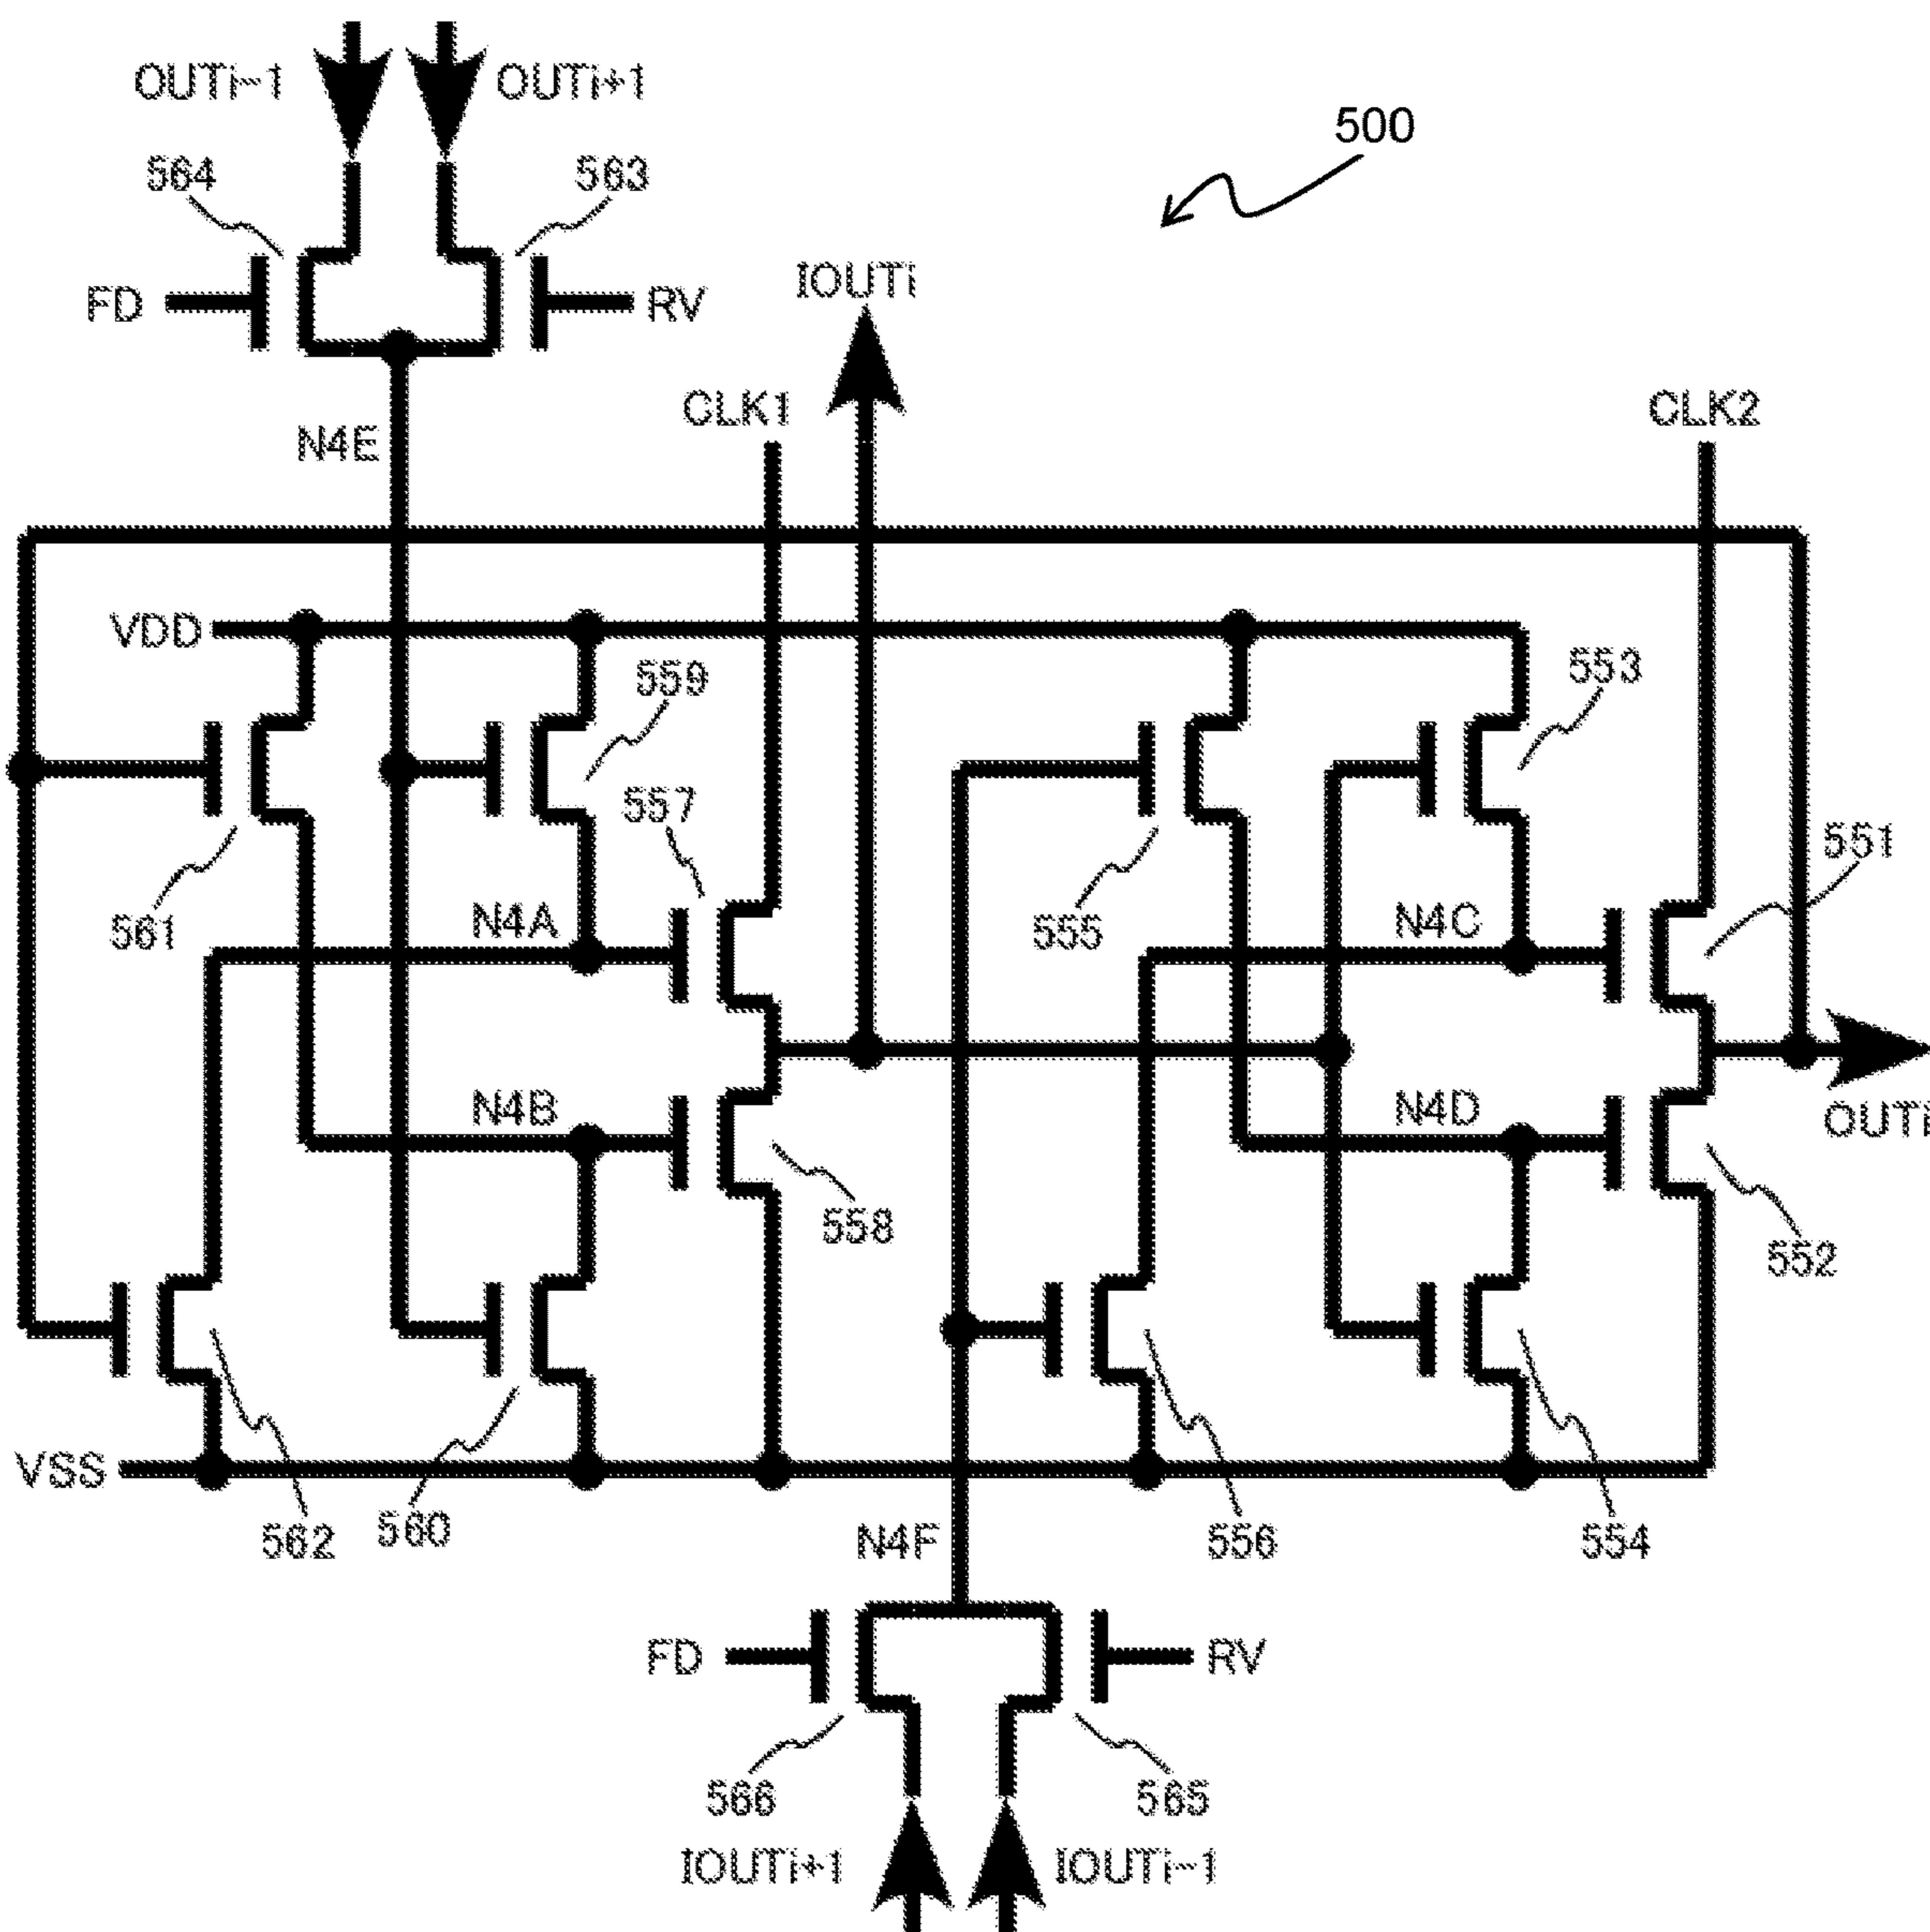 OUTi-1
OUTi+1
500
564
563
FD
RV
IOUTi
CLK1
CLK2
N4E
VDD
559
553
557
551
561
N4A
555
N4C
N4B
N4D
OUTi
558
552
VSS
562
560
N4F
556
554
FD
RV
566
565
IOUTi+1
IOUTi-1